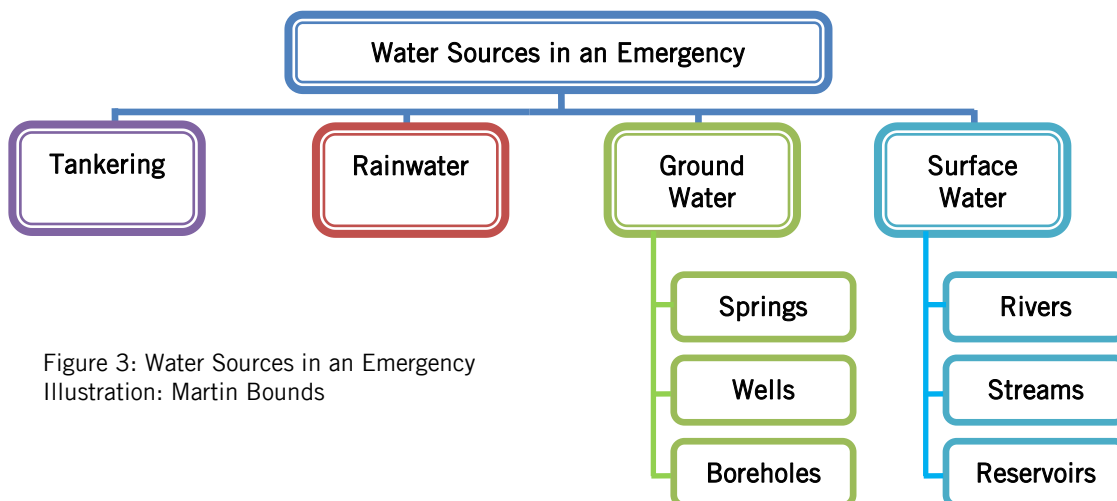 Water Sources in an Emergency
Tankering
Rainwater
Ground
Water
Surface
Water
Springs
Wells
Boreholes
Rivers
Streams
Reservoirs
Figure 3: Water Sources in an Emergency
Illustration: Martin Bounds